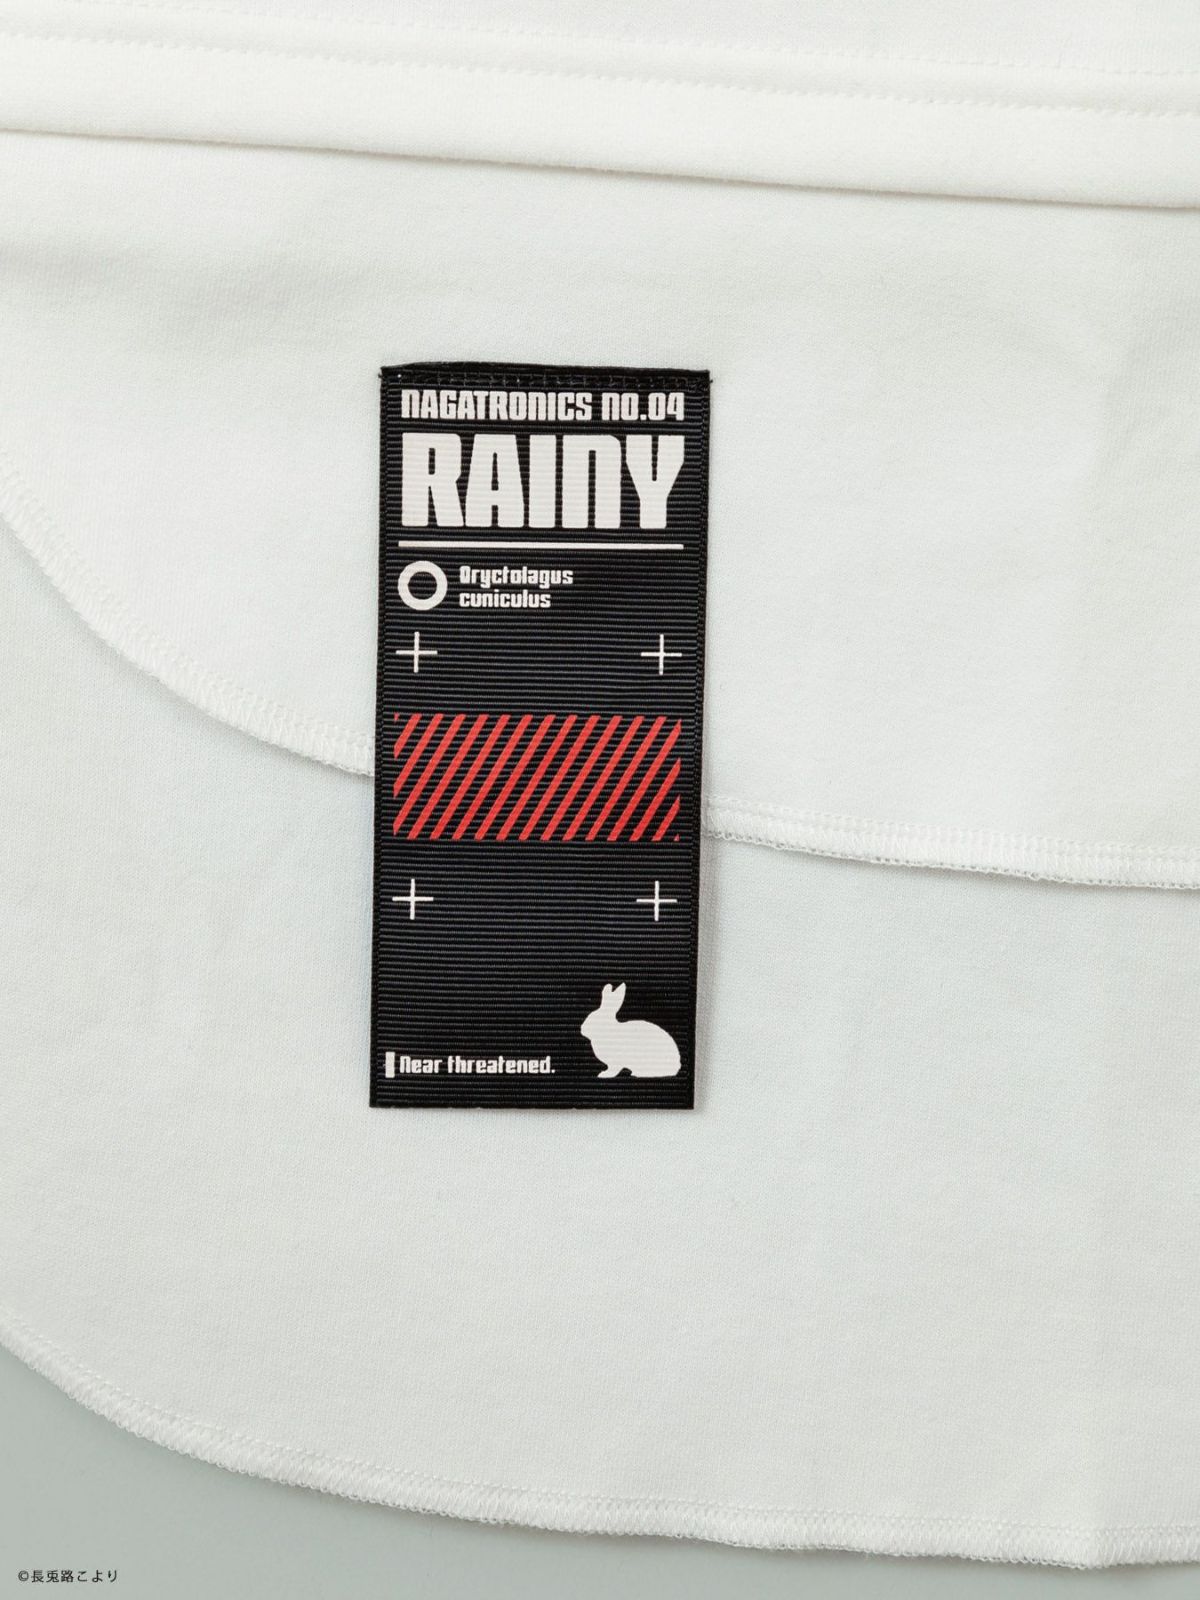 NAGATRONICS NO.04
RAINY
Oryctolagus
cuniculus
Near threatened.
©長兎路こより